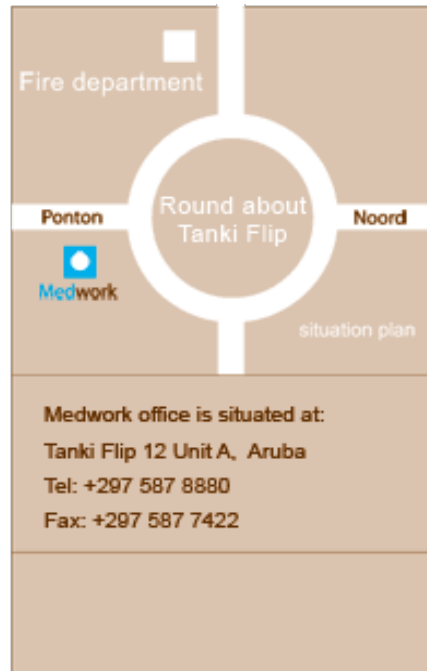 Fire department
Round about
Tanki Flip
Ponton
Noord
Medwork
situation plan
Medwork office is situated at:
Tanki Flip 12 Unit A, Aruba
Tel: +297 587 8880
Fax: +297 587 7422